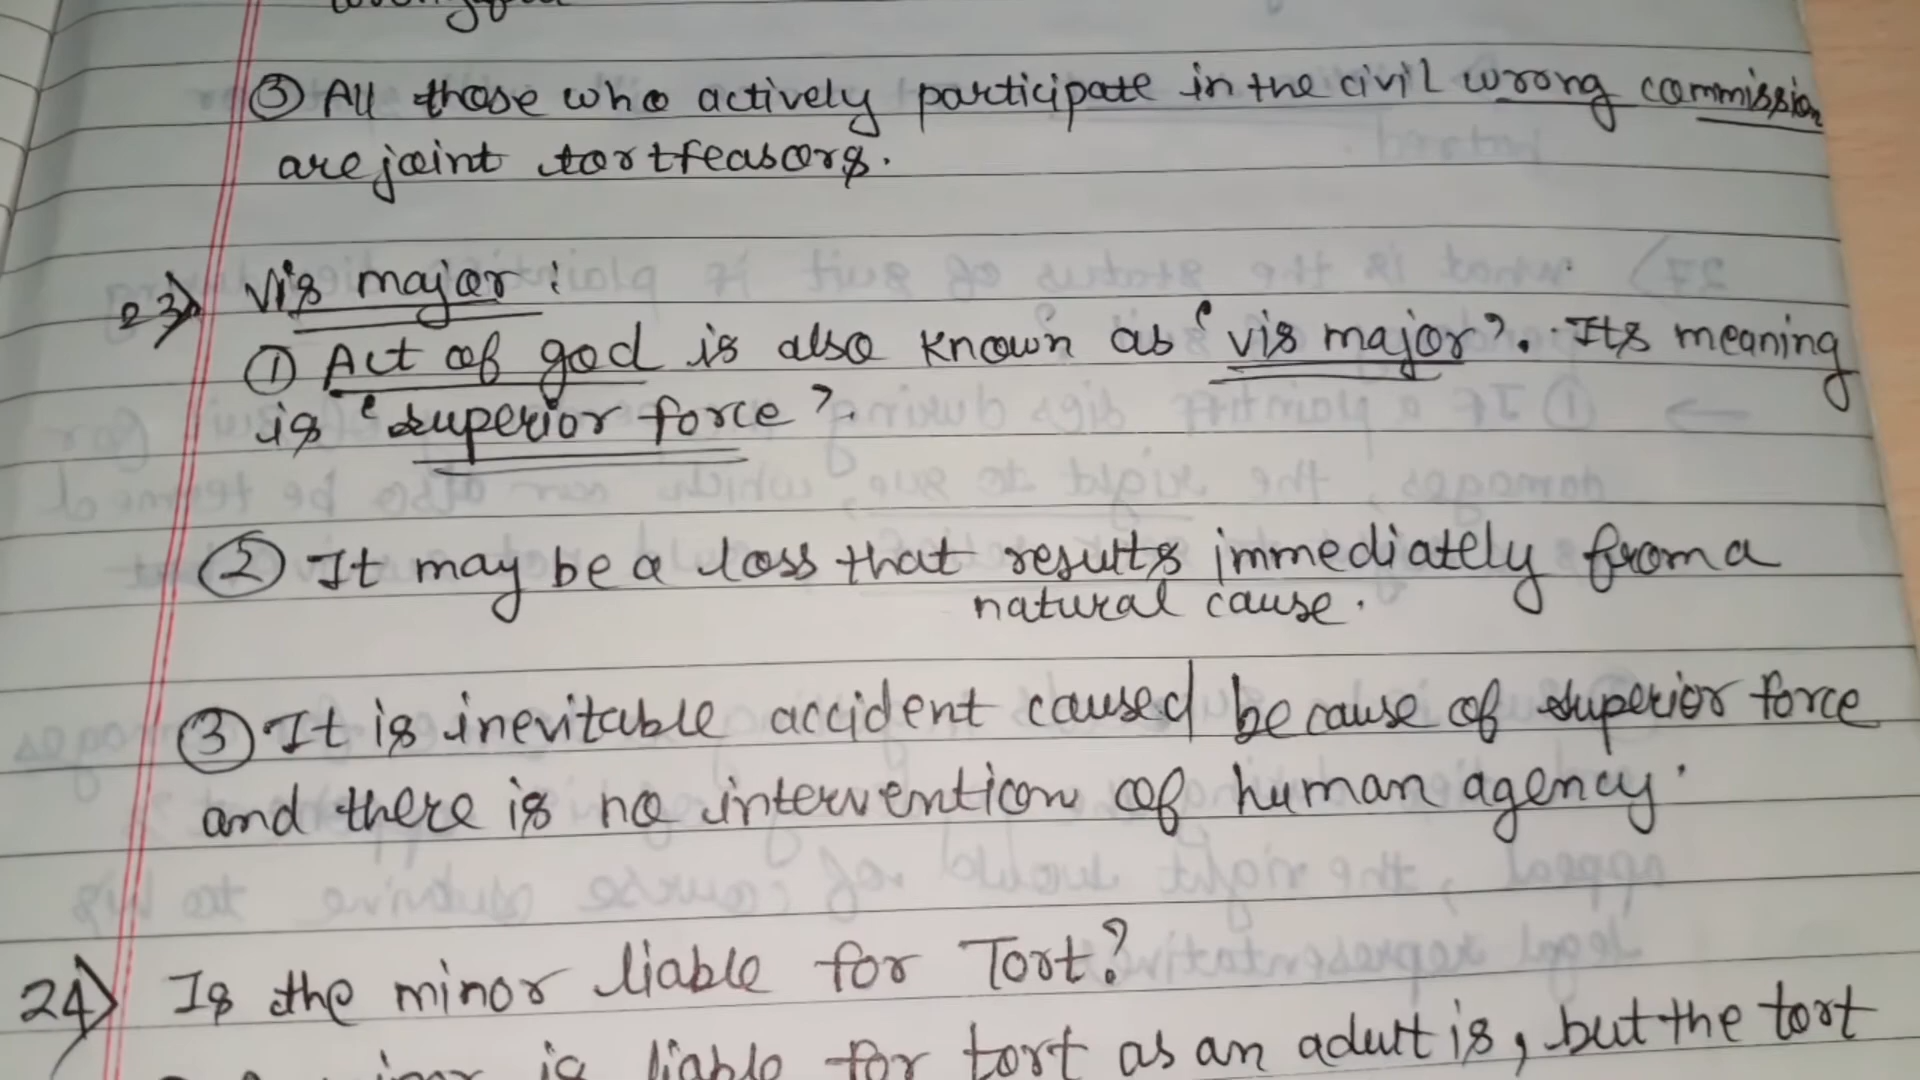 ③ All those who actively participate in the civil wrong commission
are joint tortfeasors.
23) Vis major :
① Act of god is also known as 'vis major'. Its meaning
is 'superior force'.
② It may be a loss that results immediately from a
natural cause.
③ It is inevitable accident caused because of superior force
and there is no intervention of human agency.
24) Is the minor liable for Tort?
is liable for tort as an adult is, but the tort